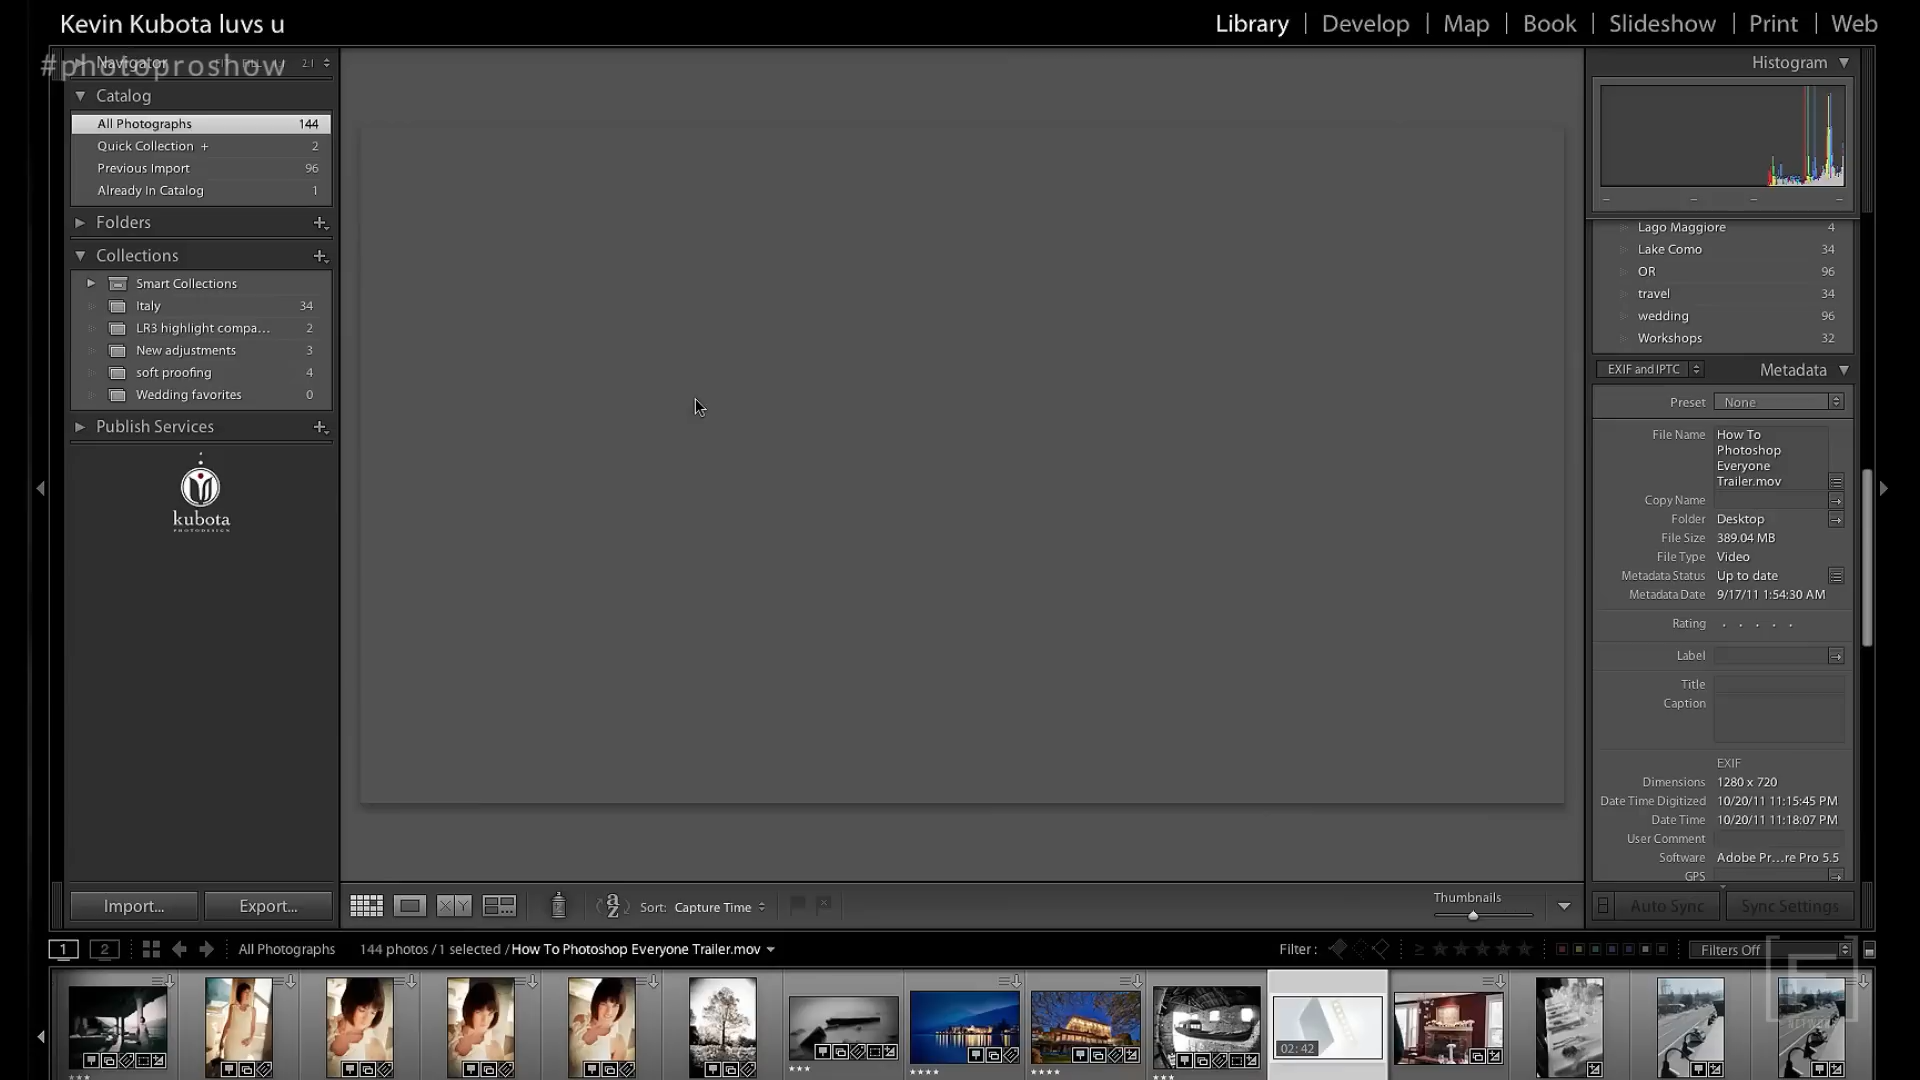 Kevin Kubota luvs u
Library | Develop | Map | Book | Slideshow | Print | Web
#photoproshow
Navigator
2:1
Histogram
Catalog
All Photographs 144
Quick Collection + 2
Previous Import 96
Already In Catalog 1
Folders
Collections
Smart Collections
Italy 34
LR3 highlight compa... 2
New adjustments 3
soft proofing 4
Wedding favorites 0
Publish Services
kubota
PHOTODESIGN
Import...
Export...
Lago Maggiore 4
Lake Como 34
OR 96
travel 34
wedding 96
Workshops 32
EXIF and IPTC
Metadata
Preset None
File Name How To
Photoshop
Everyone
Trailer.mov
Copy Name
Folder Desktop
File Size 389.04 MB
File Type Video
Metadata Status Up to date
Metadata Date 9/17/11 1:54:30 AM
Rating
Label
Title
Caption
EXIF
Dimensions 1280 x 720
Date Time Digitized 10/20/11 11:15:45 PM
Date Time 10/20/11 11:18:07 PM
User Comment
Software Adobe Pr...re Pro 5.5
GPS
X Y
Sort: Capture Time
Thumbnails
Auto Sync
Sync Settings
1
2
All Photographs
144 photos / 1 selected / How To Photoshop Everyone Trailer.mov
Filter :
Filters Off
02:42
NETWORK